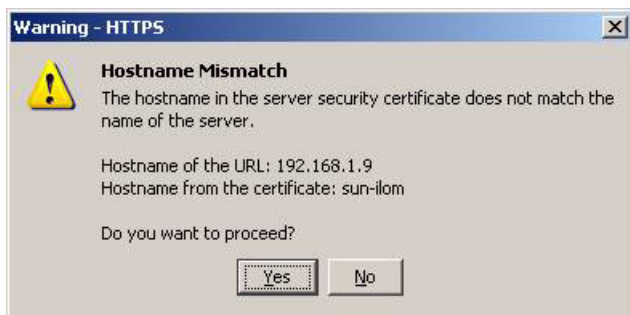 Warning - HTTPS
Hostname Mismatch
The hostname in the server security certificate does not match the
name of the server.
Hostname of the URL: 192.168.1.9
Hostname from the certificate: sun-ilom
Do you want to proceed?
Yes No